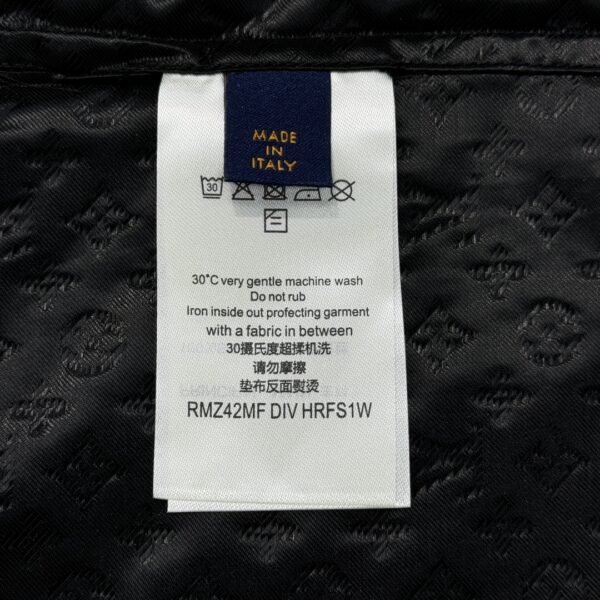 MADE
IN
ITALY
30
30°C very gentle machine wash
Do not rub
Iron inside out profecting garment
with a fabric in between
30摄氏度超揉机洗
请勿摩擦
垫布反面熨烫
RMZ42MF DIV HRFS1W